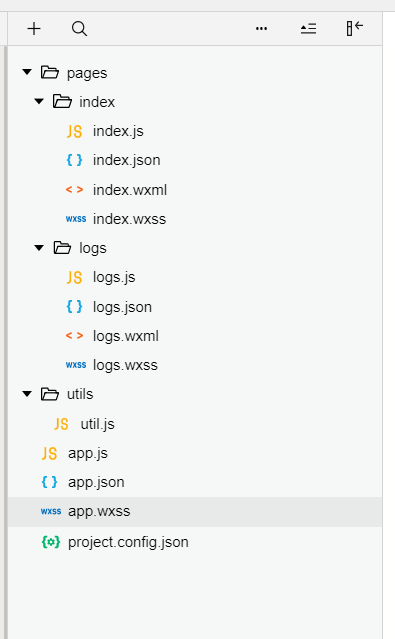 pages
index
JS index.js
{ } index.json
< > index.wxml
wxss index.wxss
logs
JS logs.js
{ } logs.json
< > logs.wxml
wxss logs.wxss
utils
JS util.js
JS app.js
{ } app.json
wxss app.wxss
project.config.json